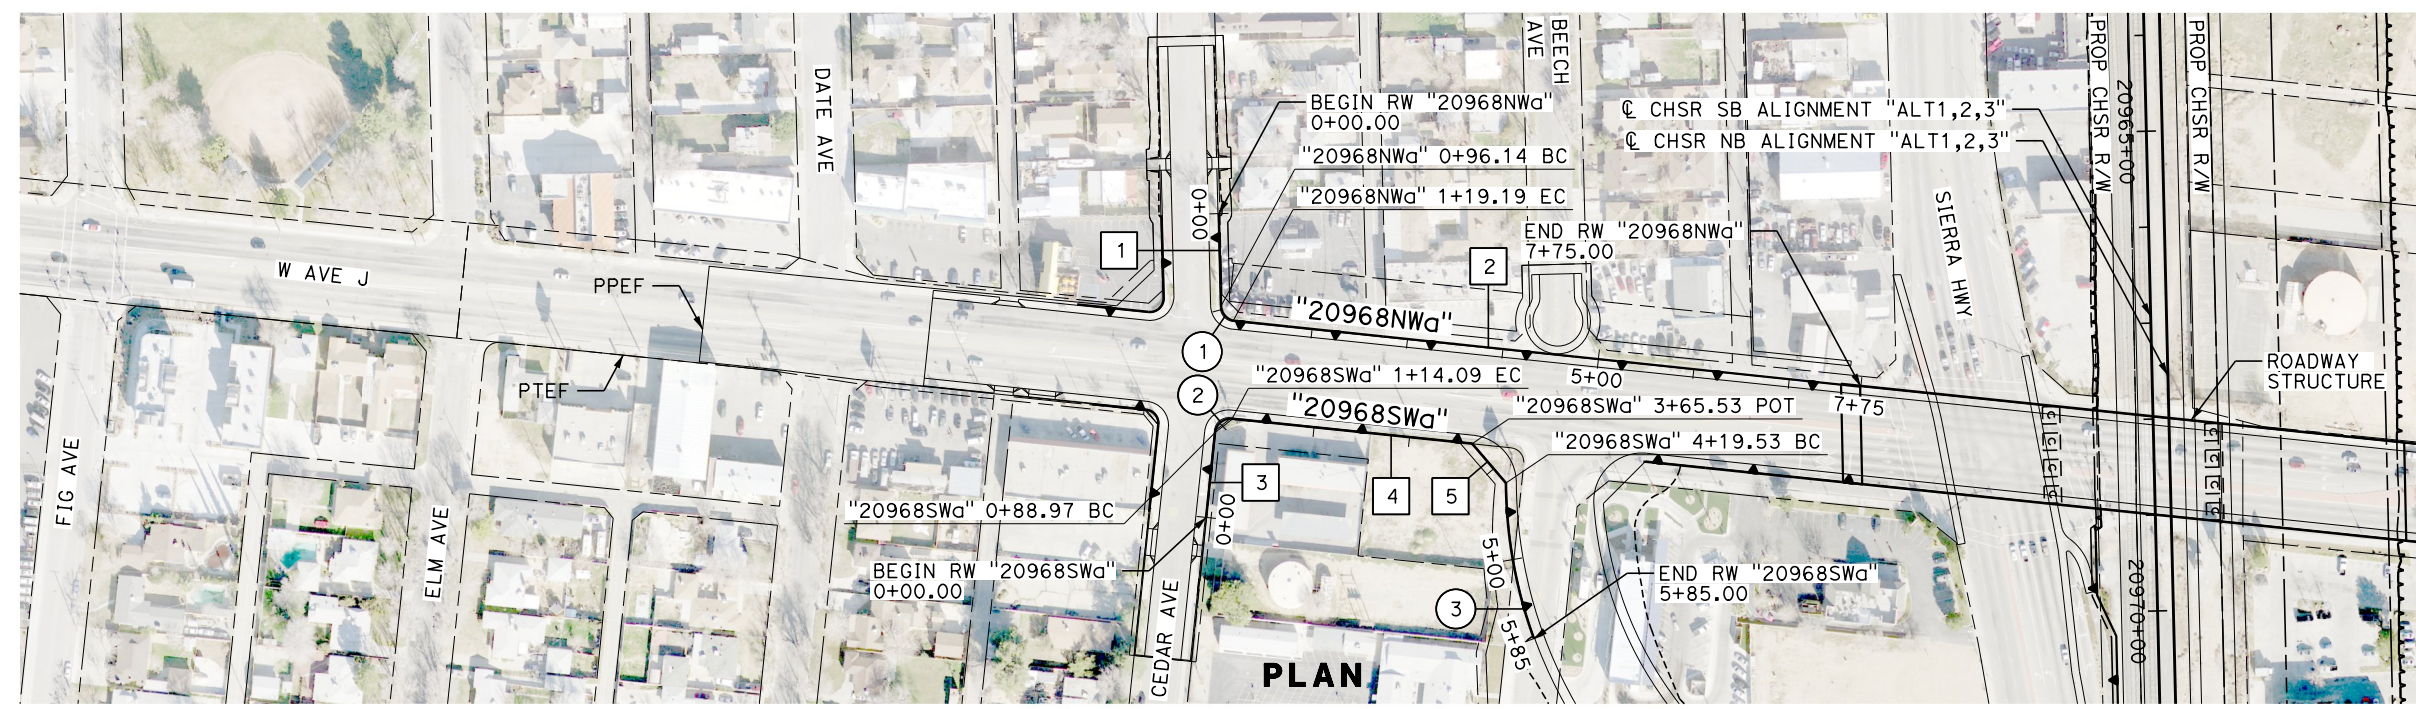 BEECH
AVE
DATE AVE
BEGIN RW "20968NWa"
0+00.00
"20968NWa" 0+96.14 BC
"20968NWa" 1+19.19 EC
℄ CHSR SB ALIGNMENT "ALT1,2,3"
℄ CHSR NB ALIGNMENT "ALT1,2,3"
PROP CHSR R/W
PROP CHSR R/W
20965+00
SIERRA HWY
END RW "20968NWa"
7+75.00
0+00
1
2
W AVE J
PPEF
PTEF
"20968NWa"
1
2
5+00
7+75
ROADWAY
STRUCTURE
"20968SWa" 1+14.09 EC
"20968SWa"
"20968SWa" 3+65.53 POT
"20968SWa" 4+19.53 BC
C C C C
C C C C
FIG AVE
ELM AVE
"20968SWa" 0+88.97 BC
3
4
5
0+00
BEGIN RW "20968SWa"
0+00.00
CEDAR AVE
5+00
3
5+85
END RW "20968SWa"
5+85.00
20970+00
PLAN